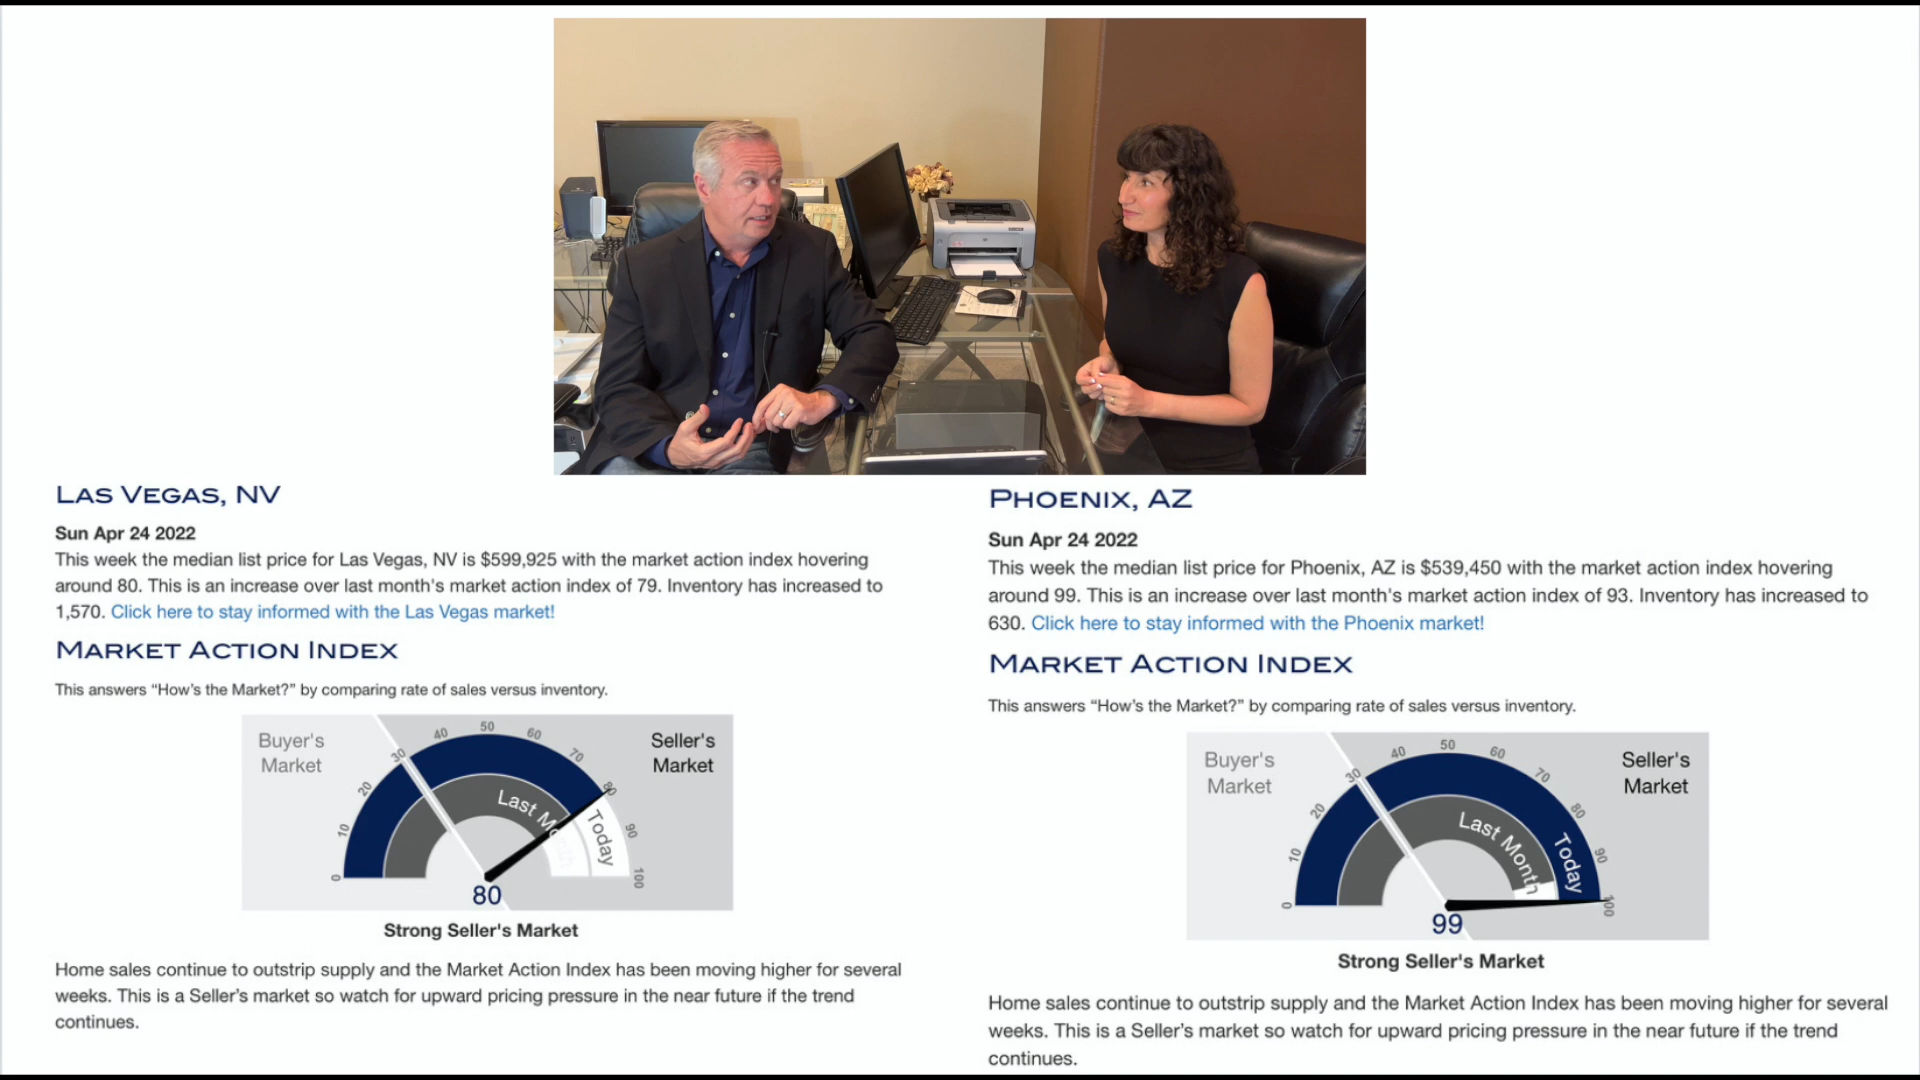 LAS VEGAS, NV
Sun Apr 24 2022
This week the median list price for Las Vegas, NV is $599,925 with the market action index hovering
around 80. This is an increase over last month's market action index of 79. Inventory has increased to
1,570. Click here to stay informed with the Las Vegas market!
MARKET ACTION INDEX
This answers “How’s the Market?” by comparing rate of sales versus inventory.
Buyer's
Market
Seller's
Market
0
10
20
30
40
50
60
70
80
90
100
Last Month
Today
80
Strong Seller's Market
Home sales continue to outstrip supply and the Market Action Index has been moving higher for several
weeks. This is a Seller’s market so watch for upward pricing pressure in the near future if the trend
continues.
PHOENIX, AZ
Sun Apr 24 2022
This week the median list price for Phoenix, AZ is $539,450 with the market action index hovering
around 99. This is an increase over last month's market action index of 93. Inventory has increased to
630. Click here to stay informed with the Phoenix market!
MARKET ACTION INDEX
This answers “How’s the Market?” by comparing rate of sales versus inventory.
Buyer's
Market
Seller's
Market
0
10
20
30
40
50
60
70
80
90
100
Last Month
Today
99
Strong Seller's Market
Home sales continue to outstrip supply and the Market Action Index has been moving higher for several
weeks. This is a Seller’s market so watch for upward pricing pressure in the near future if the trend
continues.